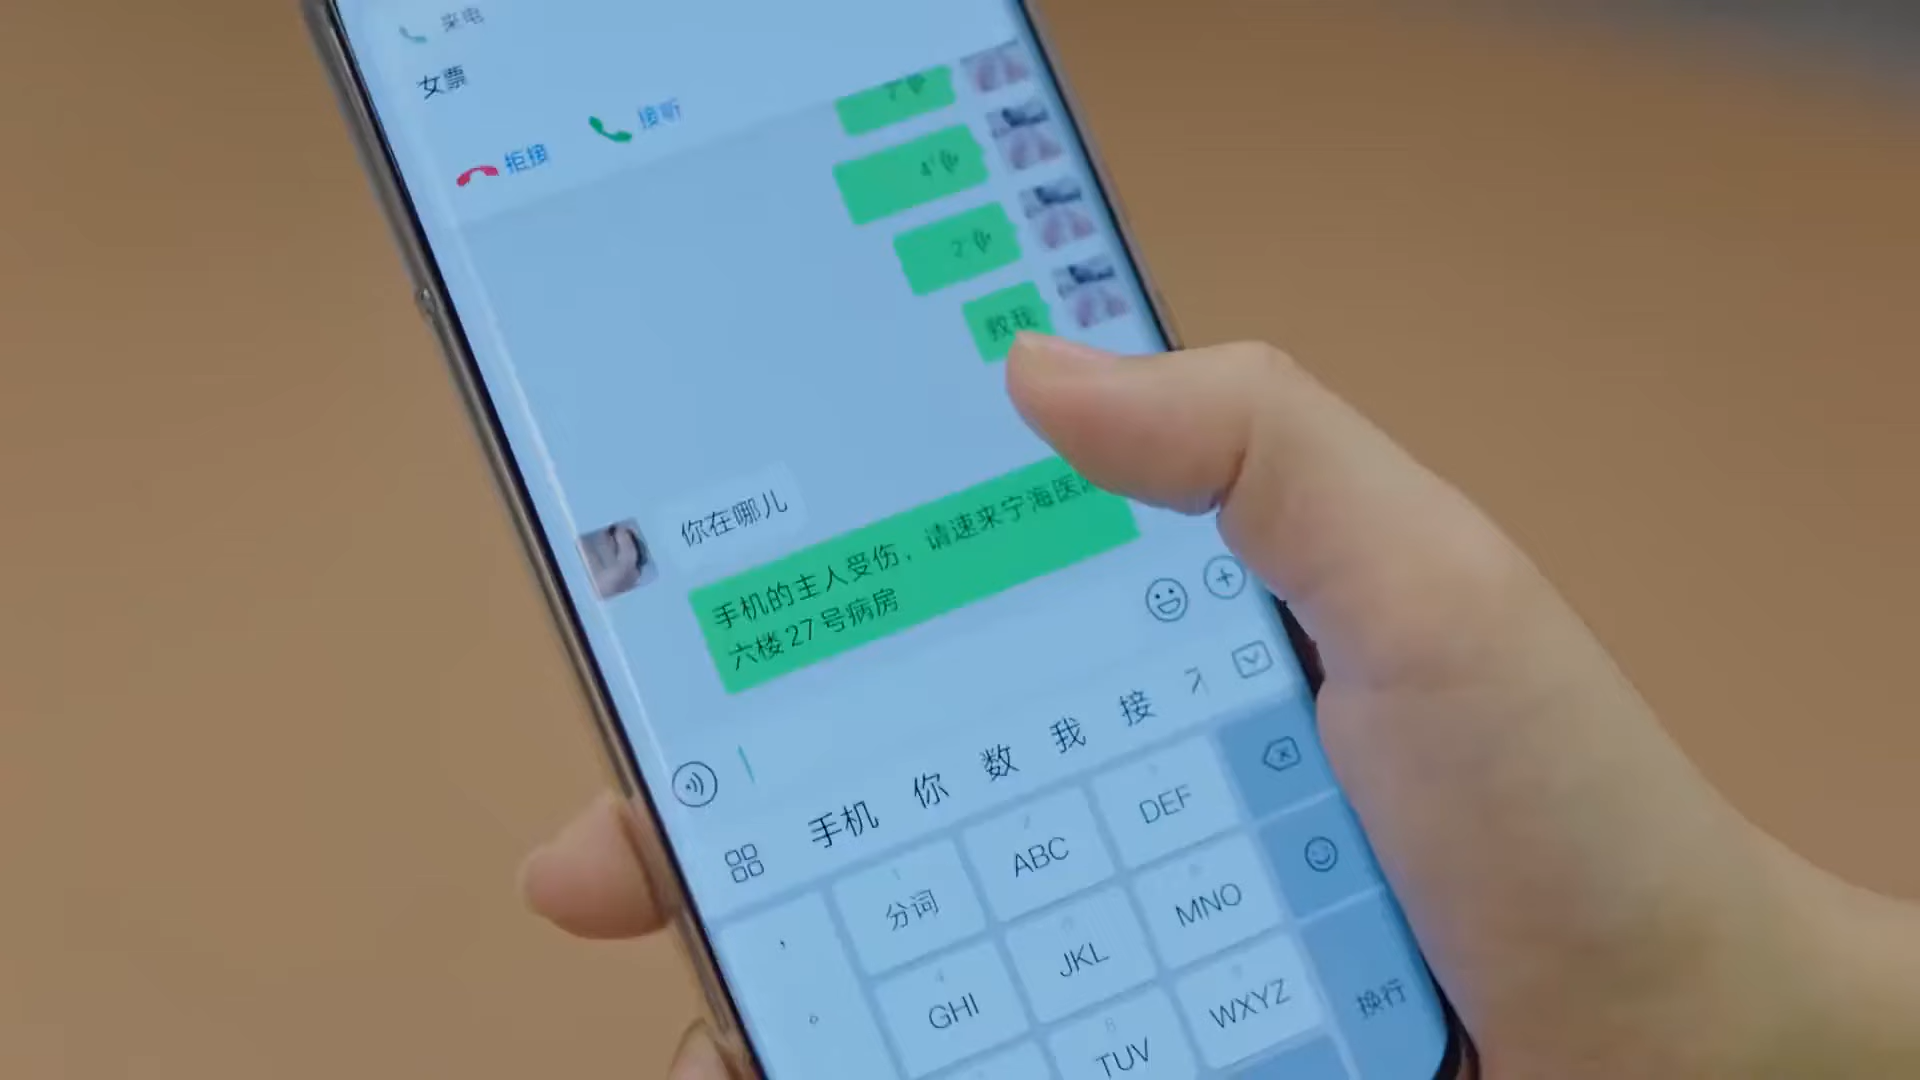 来电
女票
拒接
接听
2"
4"
2"
救我
你在哪儿
手机的主人受伤，请速来宁海医
六楼27号病房
手机 你 数 我 接
分词 ABC DEF
GHI JKL MNO
TUV WXYZ
换行